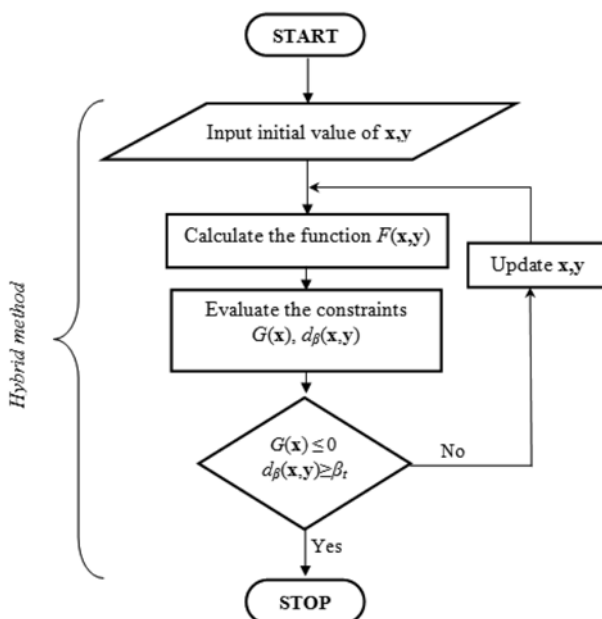 START
Input initial value of x,y
Calculate the function F(x,y)
Update x,y
Evaluate the constraints
G(x), dβ(x,y)
Hybrid method
G(x) ≤ 0
dβ(x,y)≥βt
No
Yes
STOP